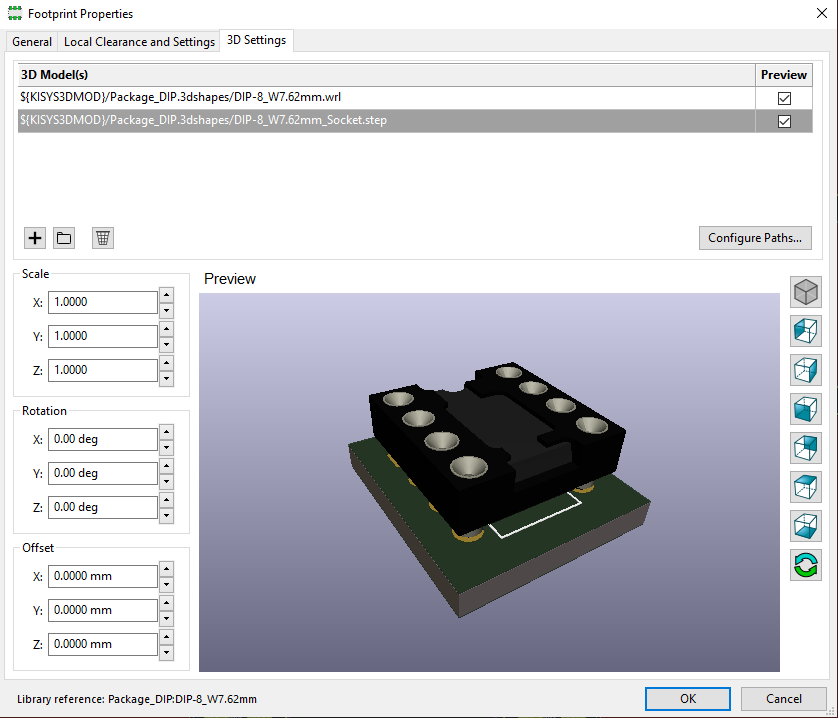 Footprint Properties
General Local Clearance and Settings 3D Settings
3D Model(s) Preview
${KISYS3DMOD}/Package_DIP.3dshapes/DIP-8_W7.62mm.wrl
${KISYS3DMOD}/Package_DIP.3dshapes/DIP-8_W7.62mm_Socket.step
Configure Paths...
Scale
Preview
X: 1.0000
Y: 1.0000
Z: 1.0000
Rotation
X: 0.00 deg
Y: 0.00 deg
Z: 0.00 deg
Offset
X: 0.0000 mm
Y: 0.0000 mm
Z: 0.0000 mm
Library reference: Package_DIP:DIP-8_W7.62mm
OK Cancel